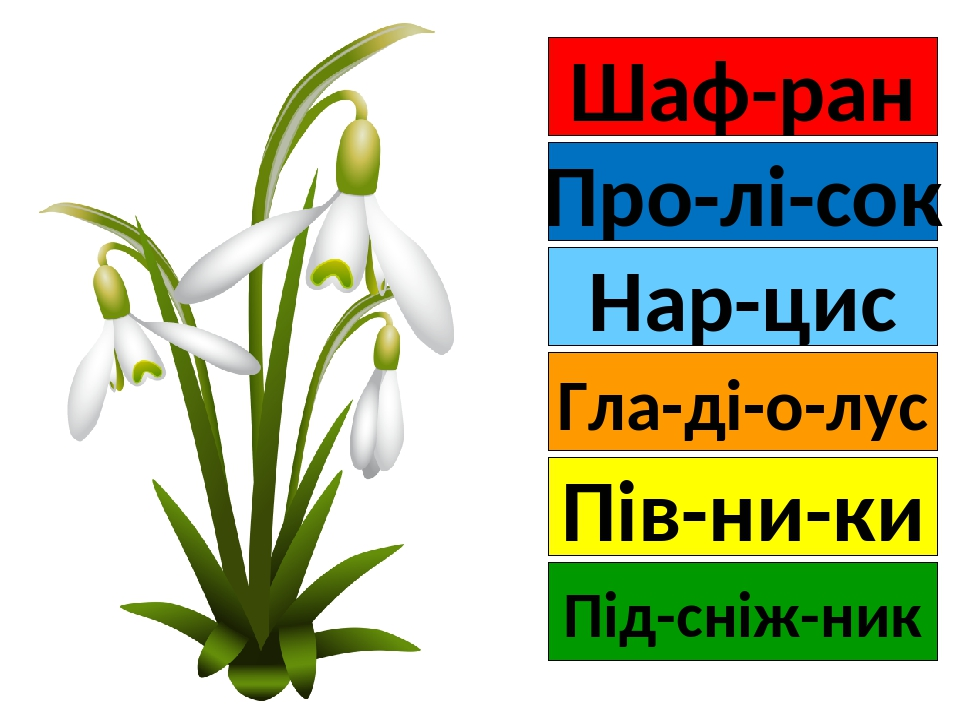 Шаф-ран
Про-лі-сок
Нар-цис
Гла-ді-о-лус
Пів-ни-ки
Під-сніж-ник